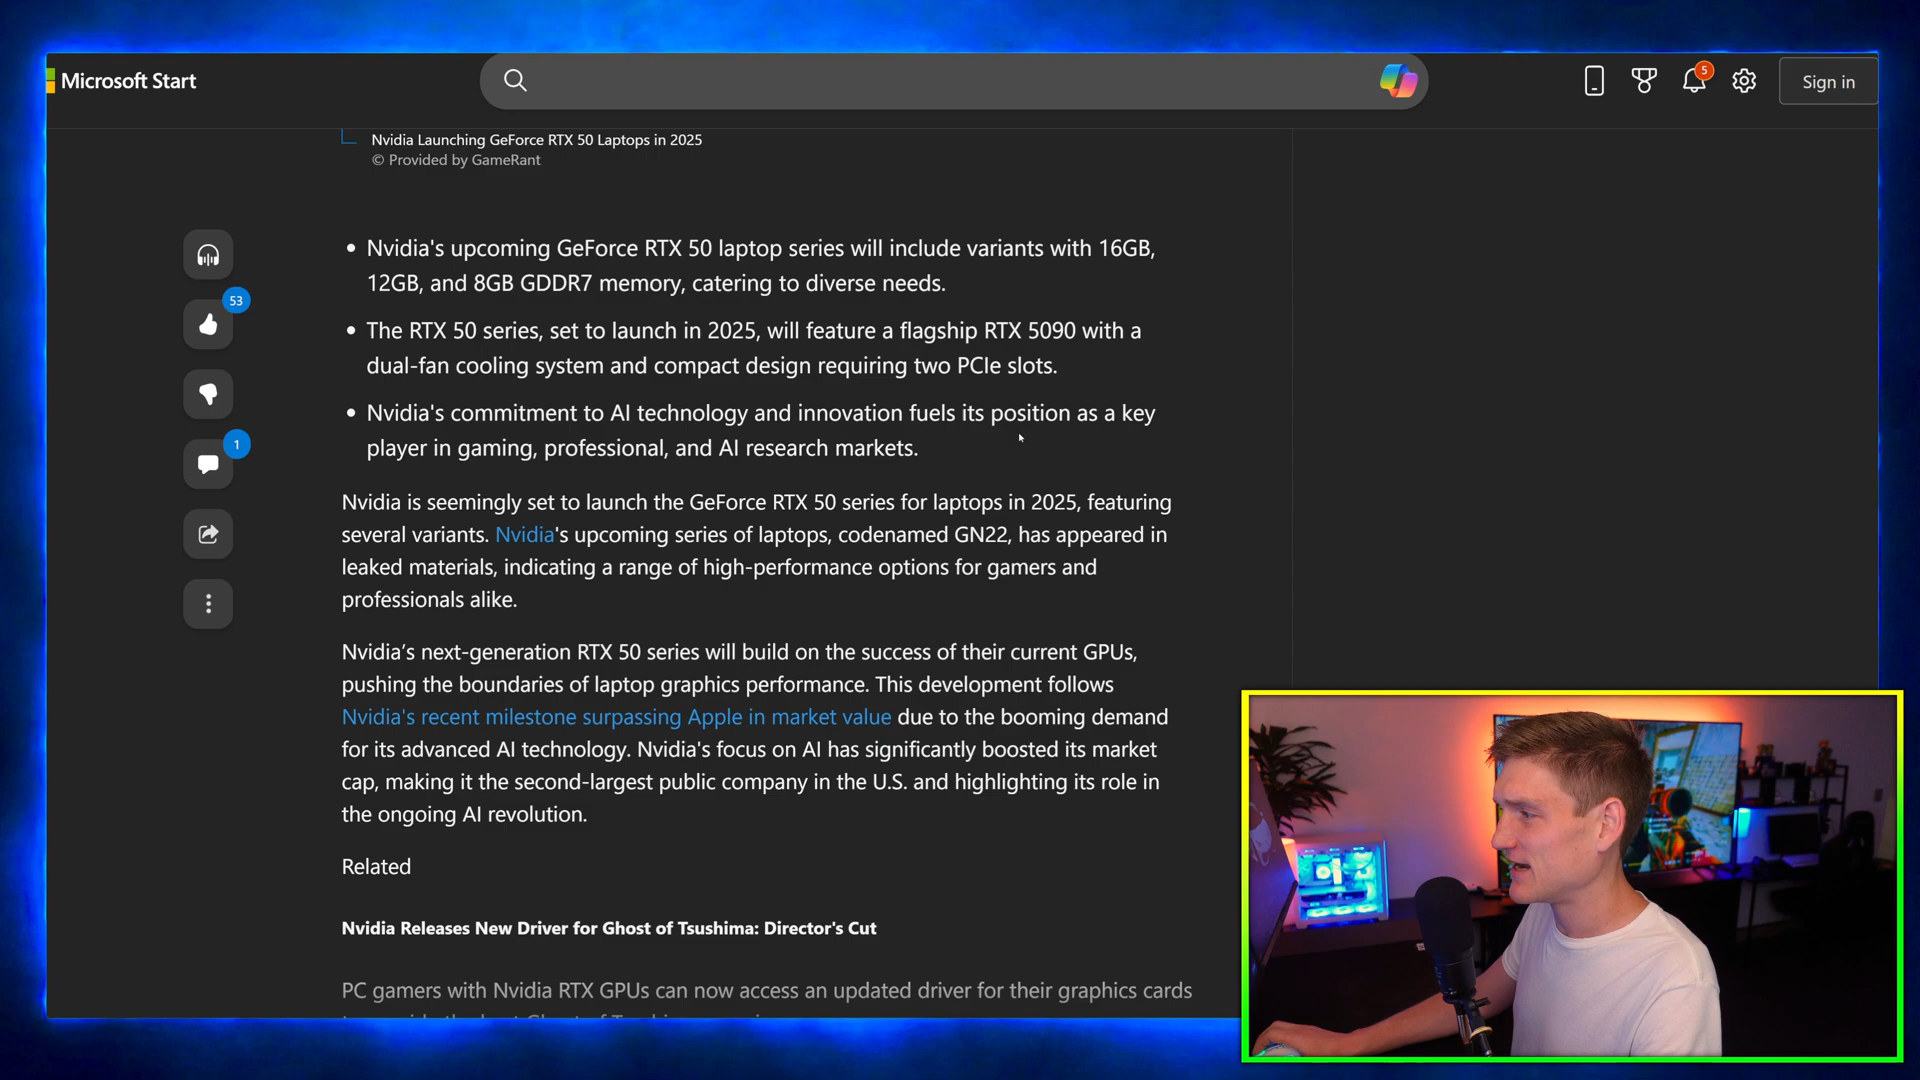 Microsoft Start
5
Sign in
Nvidia Launching GeForce RTX 50 Laptops in 2025
© Provided by GameRant
• Nvidia's upcoming GeForce RTX 50 laptop series will include variants with 16GB,
12GB, and 8GB GDDR7 memory, catering to diverse needs.
53
• The RTX 50 series, set to launch in 2025, will feature a flagship RTX 5090 with a
dual-fan cooling system and compact design requiring two PCIe slots.
• Nvidia's commitment to AI technology and innovation fuels its position as a key
player in gaming, professional, and AI research markets.
1
Nvidia is seemingly set to launch the GeForce RTX 50 series for laptops in 2025, featuring
several variants. Nvidia's upcoming series of laptops, codenamed GN22, has appeared in
leaked materials, indicating a range of high-performance options for gamers and
professionals alike.
Nvidia’s next-generation RTX 50 series will build on the success of their current GPUs,
pushing the boundaries of laptop graphics performance. This development follows
Nvidia's recent milestone surpassing Apple in market value due to the booming demand
for its advanced AI technology. Nvidia's focus on AI has significantly boosted its market
cap, making it the second-largest public company in the U.S. and highlighting its role in
the ongoing AI revolution.
Related
Nvidia Releases New Driver for Ghost of Tsushima: Director's Cut
PC gamers with Nvidia RTX GPUs can now access an updated driver for their graphics cards